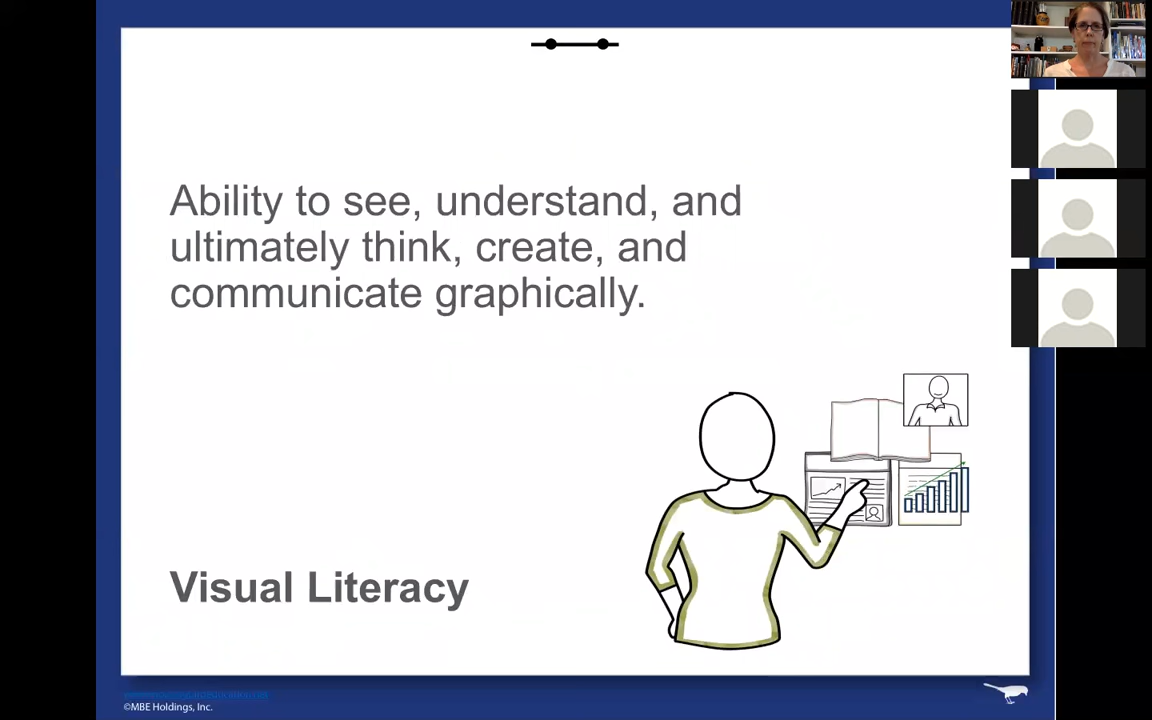 Ability to see, understand, and
ultimately think, create, and
communicate graphically.
Visual Literacy
©MBE Holdings, Inc.